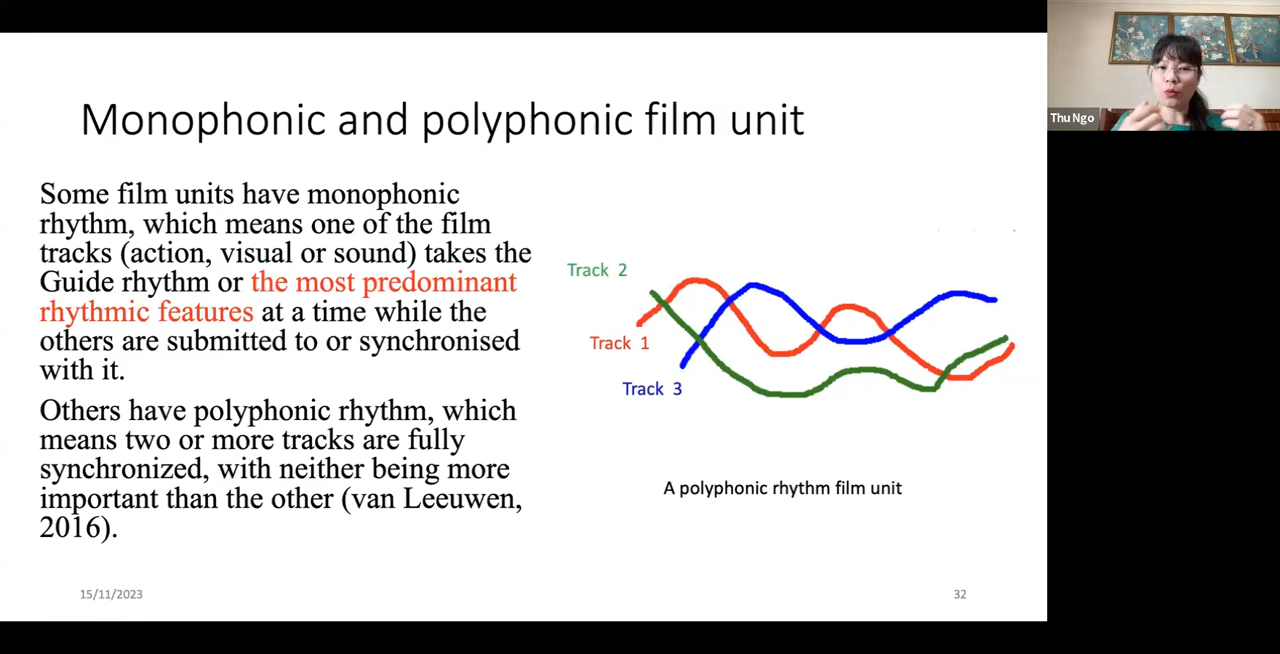 Monophonic and polyphonic film unit
Some film units have monophonic
rhythm, which means one of the film
tracks (action, visual or sound) takes the
Guide rhythm or the most predominant
rhythmic features at a time while the
others are submitted to or synchronised
with it.
Others have polyphonic rhythm, which
means two or more tracks are fully
synchronized, with neither being more
important than the other (van Leeuwen,
2016).
Track 2
Track 1
Track 3
A polyphonic rhythm film unit
15/11/2023
32
Thu Ngo